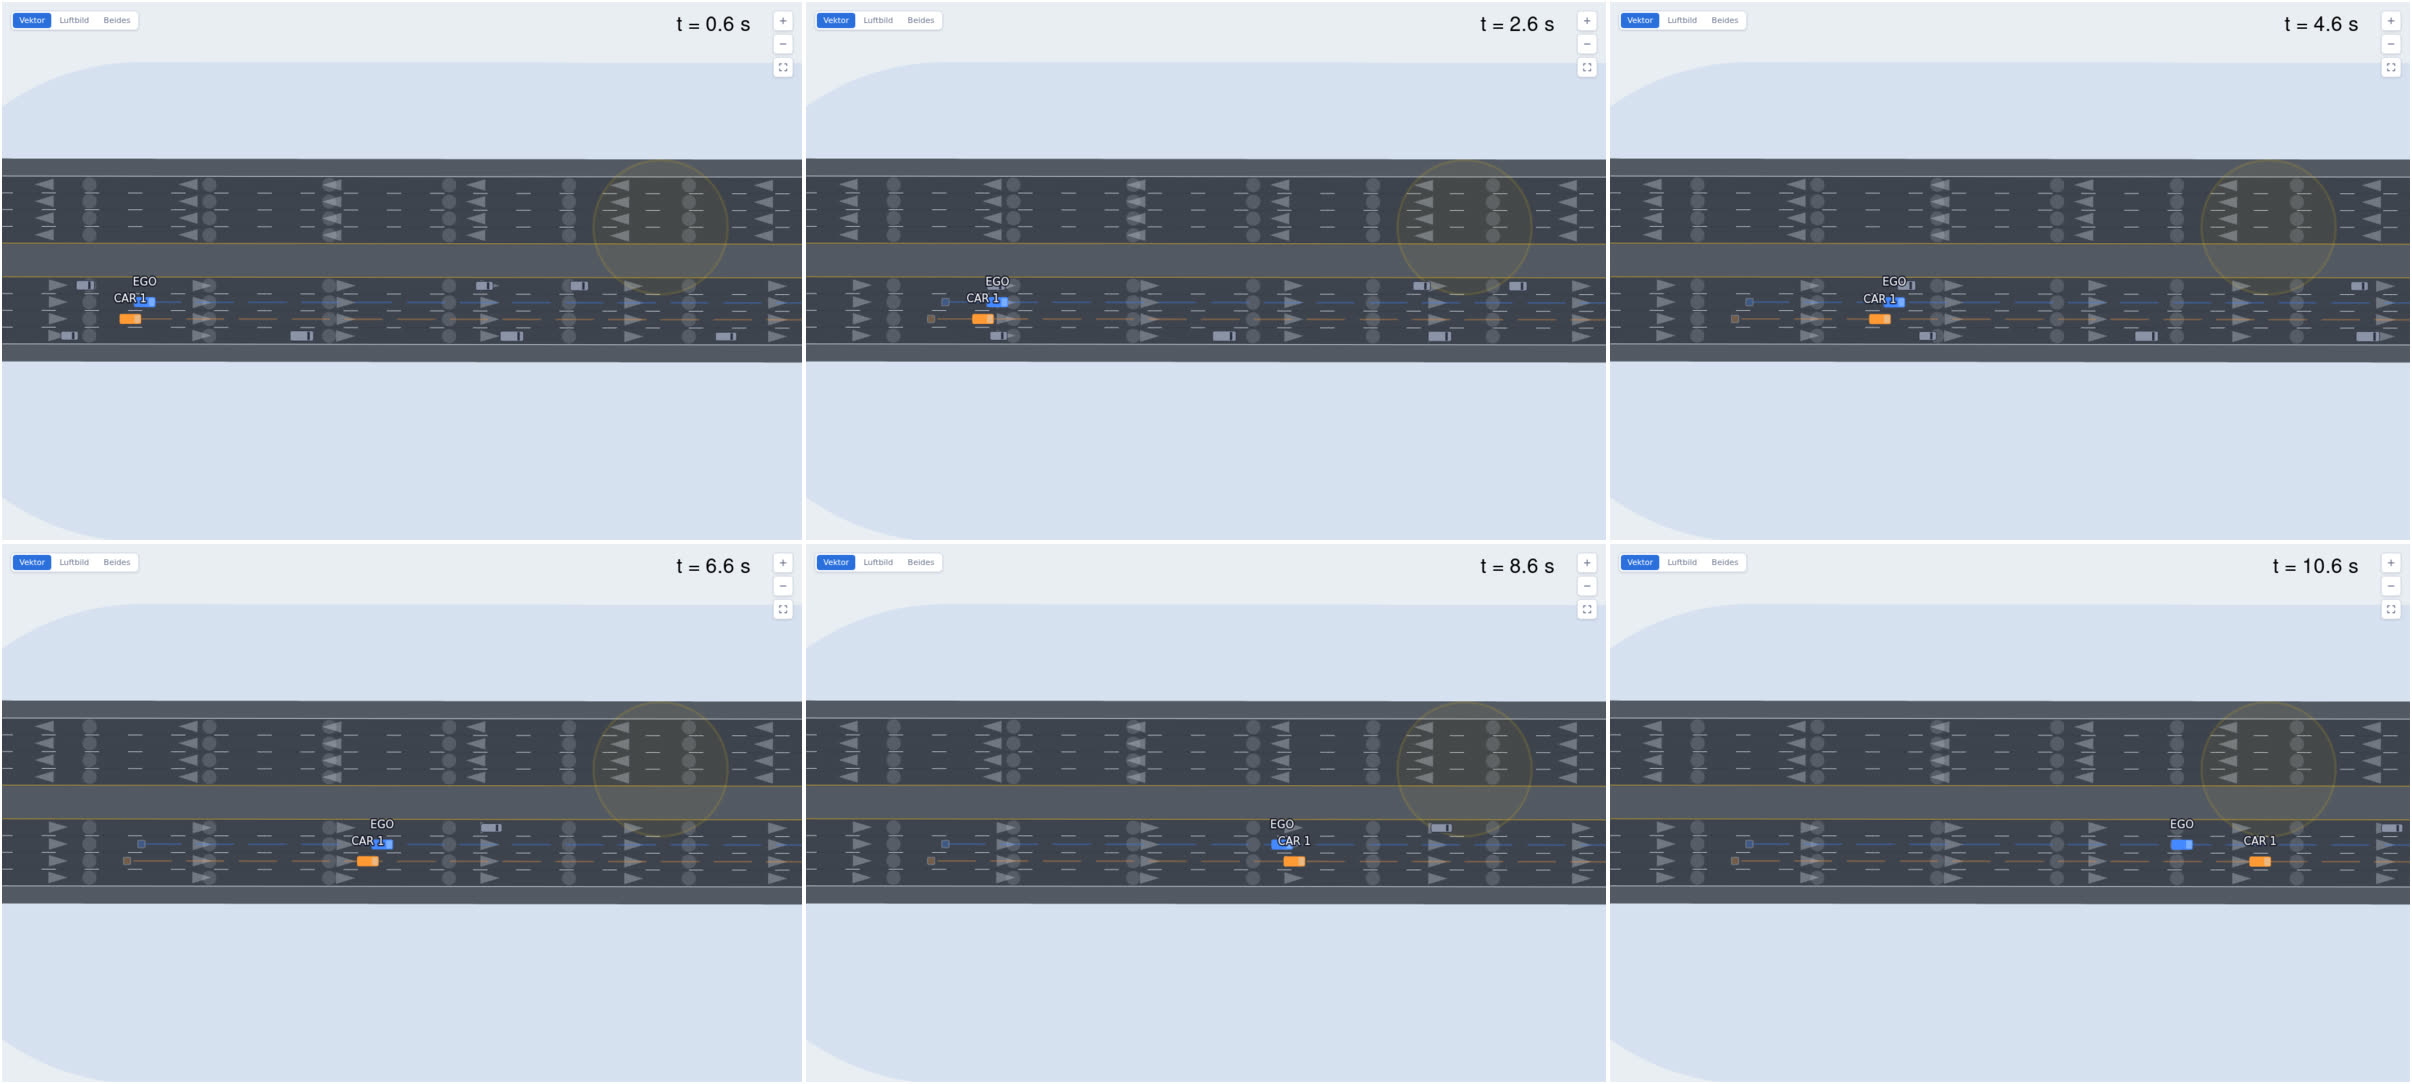 Vektor Luftbild Beides
t = 0.6 s
+
−
EGO
CAR 1
Vektor Luftbild Beides
t = 2.6 s
+
−
EGO
CAR 1
Vektor Luftbild Beides
t = 4.6 s
+
−
EGO
CAR 1
Vektor Luftbild Beides
t = 6.6 s
+
−
EGO
CAR 1
Vektor Luftbild Beides
t = 8.6 s
+
−
EGO
CAR 1
Vektor Luftbild Beides
t = 10.6 s
+
−
EGO
CAR 1